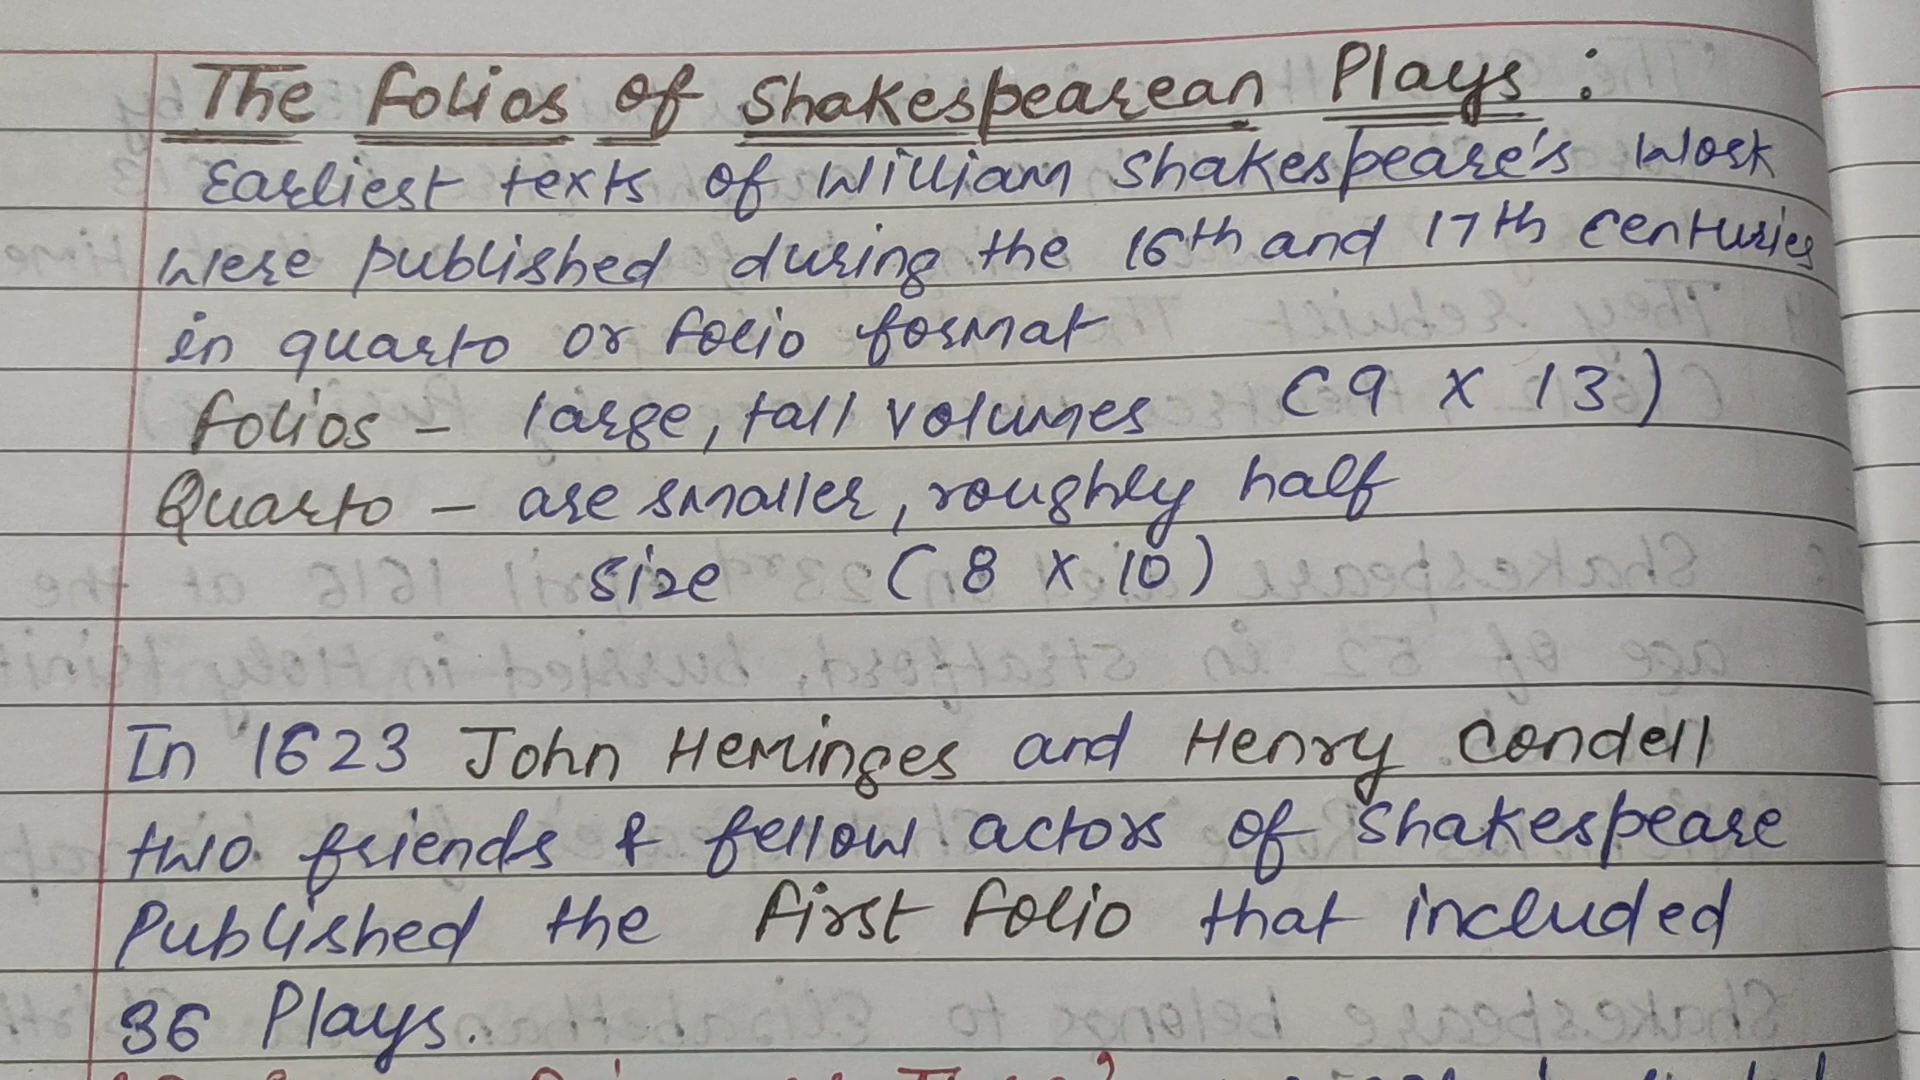 The Folios of Shakespearean Plays :
Earliest texts of William Shakespeare's Work
were published during the 16th and 17th centuries
in quarto or folio format
Folios - large, tall volumes (9 X 13)
Quarto - are smaller, roughly half
size (8 X 10)
In 1623 John Heminges and Henry Condell
two friends & fellow actors of Shakespeare
Published the First Folio that included
36 Plays.